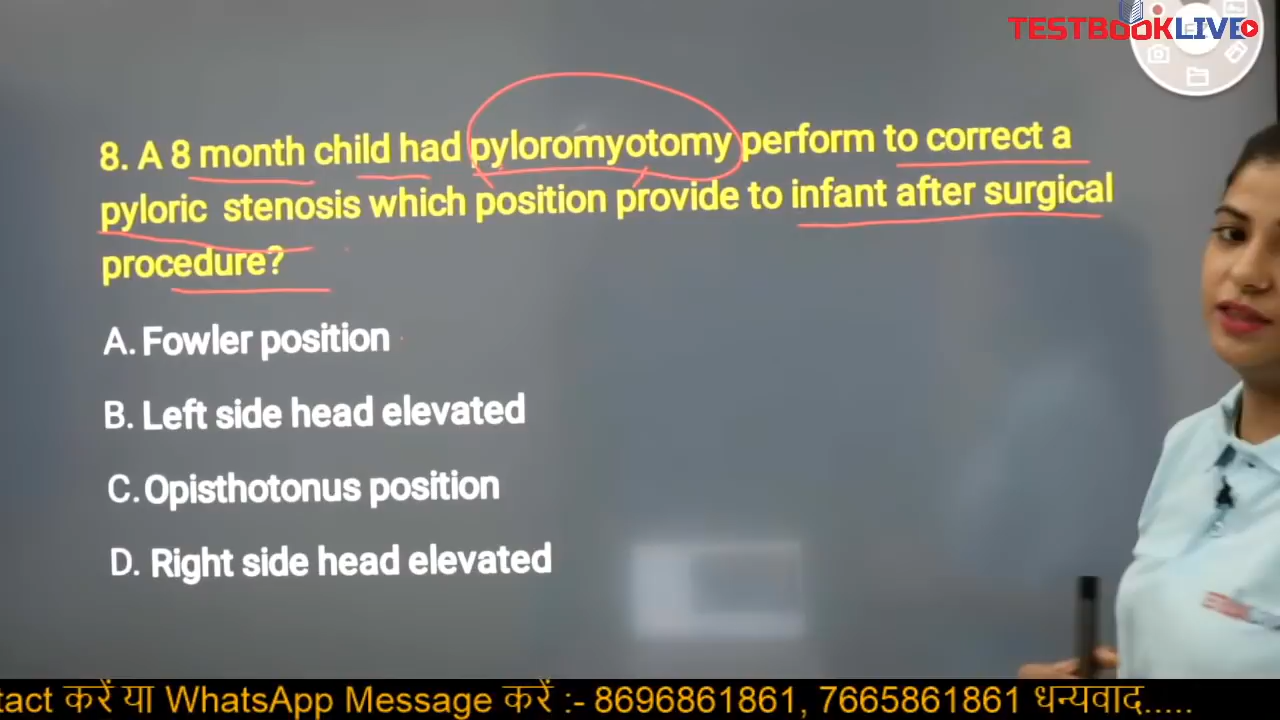 TESTBOOKLIVE
8. A 8 month child had pyloromyotomy perform to correct a
pyloric stenosis which position provide to infant after surgical
procedure?
A. Fowler position
B. Left side head elevated
C. Opisthotonus position
D. Right side head elevated
tact करें या WhatsApp Message करें :- 8696861861, 7665861861 धन्यवाद.....